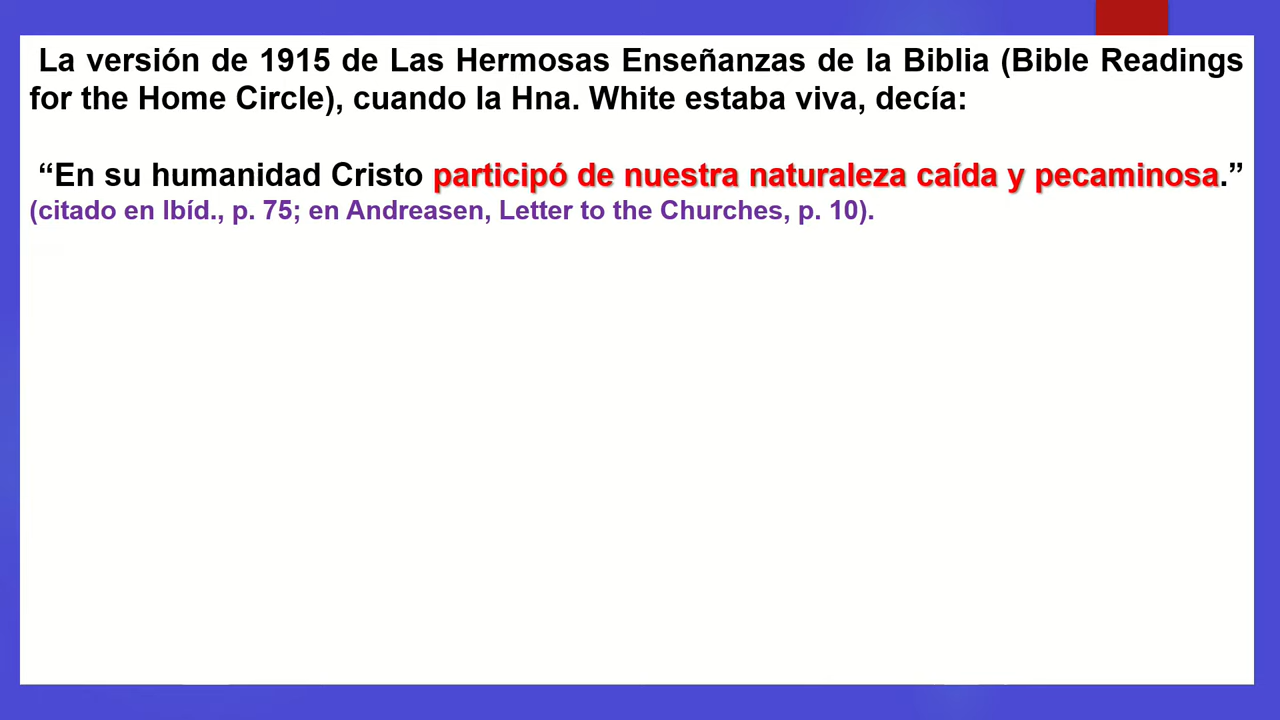 La versión de 1915 de Las Hermosas Enseñanzas de la Biblia (Bible Readings
for the Home Circle), cuando la Hna. White estaba viva, decía:
“En su humanidad Cristo participó de nuestra naturaleza caída y pecaminosa.”
(citado en Ibíd., p. 75; en Andreasen, Letter to the Churches, p. 10).